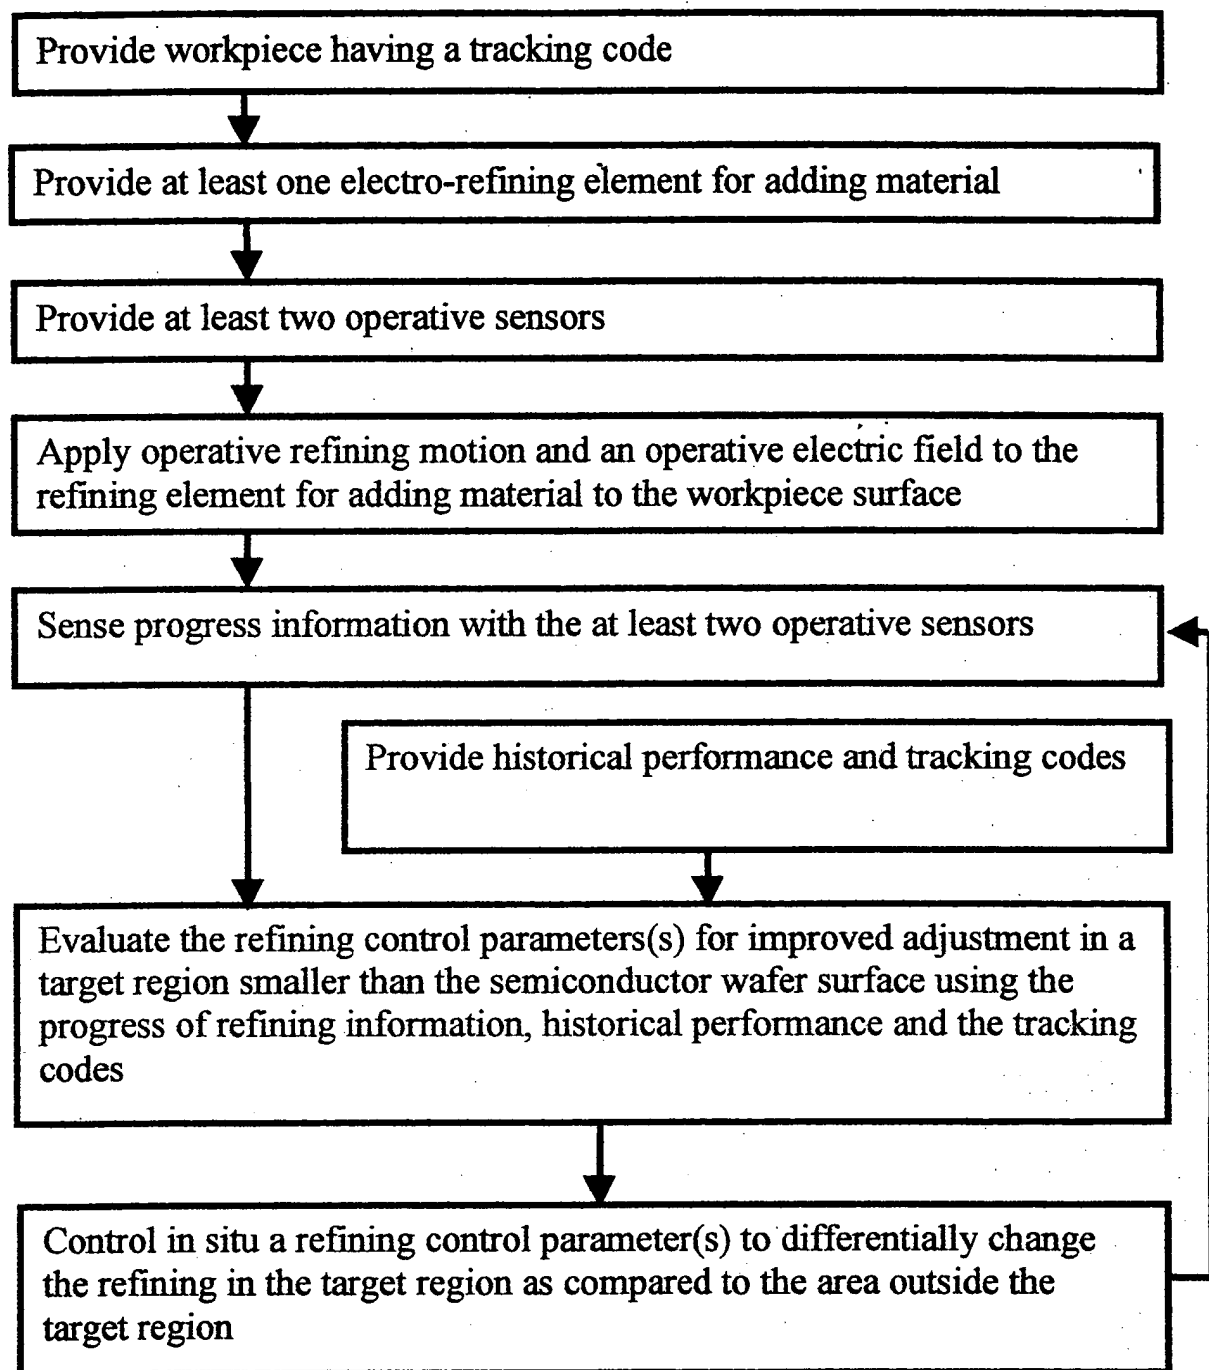 Provide workpiece having a tracking code
Provide at least one electro-refining element for adding material
Provide at least two operative sensors
Apply operative refining motion and an operative electric field to the
refining element for adding material to the workpiece surface
Sense progress information with the at least two operative sensors
Provide historical performance and tracking codes
Evaluate the refining control parameters(s) for improved adjustment in a
target region smaller than the semiconductor wafer surface using the
progress of refining information, historical performance and the tracking
codes
Control in situ a refining control parameter(s) to differentially change
the refining in the target region as compared to the area outside the
target region